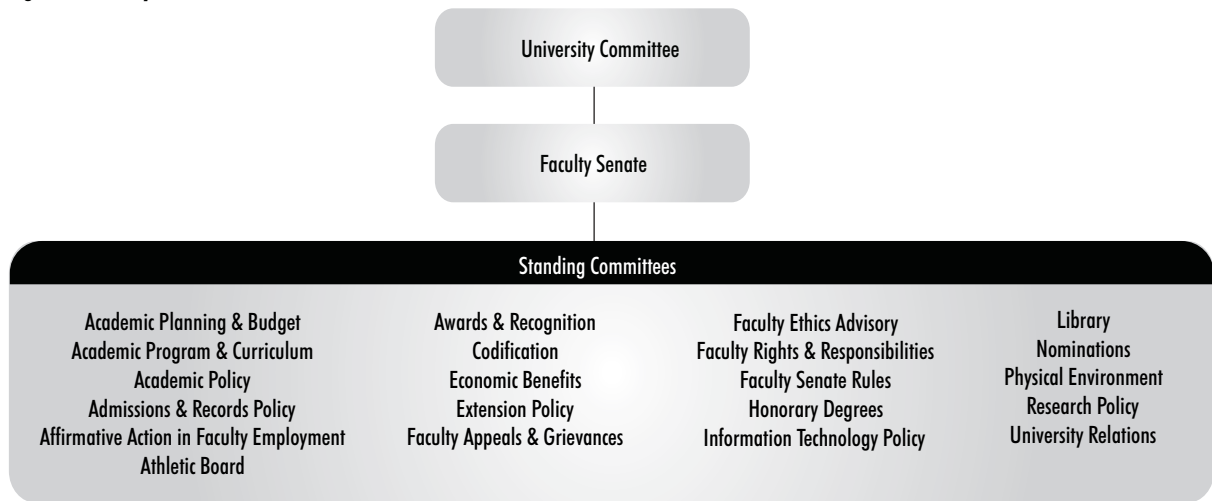 University Committee
Faculty Senate
Standing Committees
Academic Planning & Budget
Academic Program & Curriculum
Academic Policy
Admissions & Records Policy
Affirmative Action in Faculty Employment
Athletic Board
Awards & Recognition
Codification
Economic Benefits
Extension Policy
Faculty Appeals & Grievances
Faculty Ethics Advisory
Faculty Rights & Responsibilities
Faculty Senate Rules
Honorary Degrees
Information Technology Policy
Library
Nominations
Physical Environment
Research Policy
University Relations